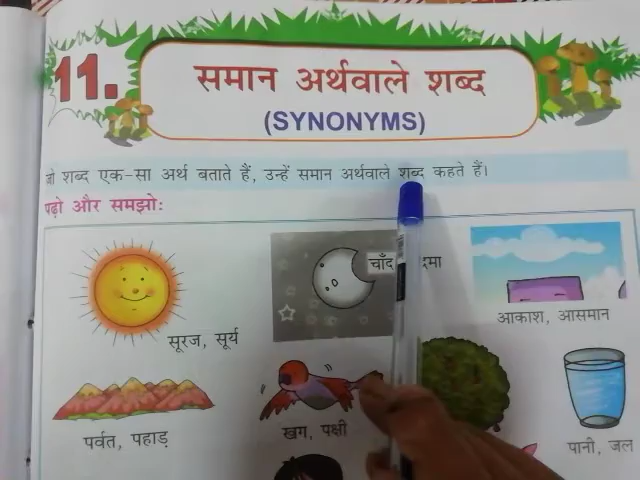 11.
समान अर्थवाले शब्द
(SYNONYMS)
शब्द एक-सा अर्थ बताते हैं, उन्हें समान अर्थवाले शब्द कहते हैं।
पढ़ो और समझो:
सूरज, सूर्य
चाँद
आकाश, आसमान
पर्वत, पहाड़
खग, पक्षी
पानी, जल